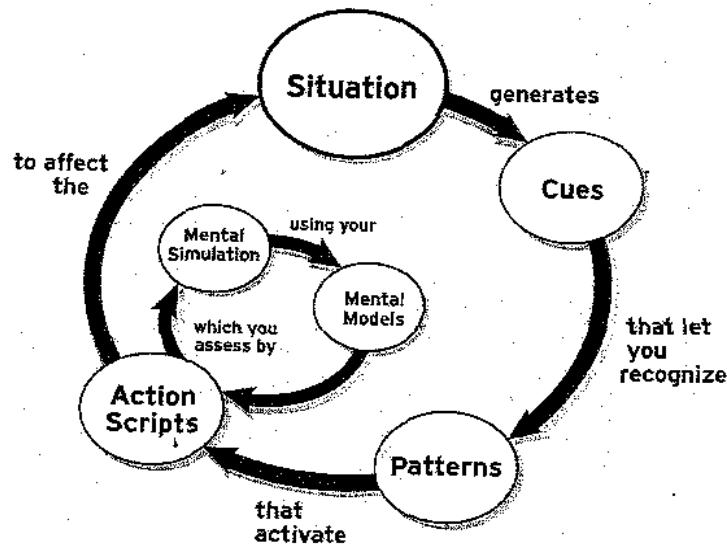 Situation
generates
Cues
that let
you
recognize
Patterns
that
activate
Action
Scripts
which you
assess by
Mental
Simulation
using your
Mental
Models
to affect
the